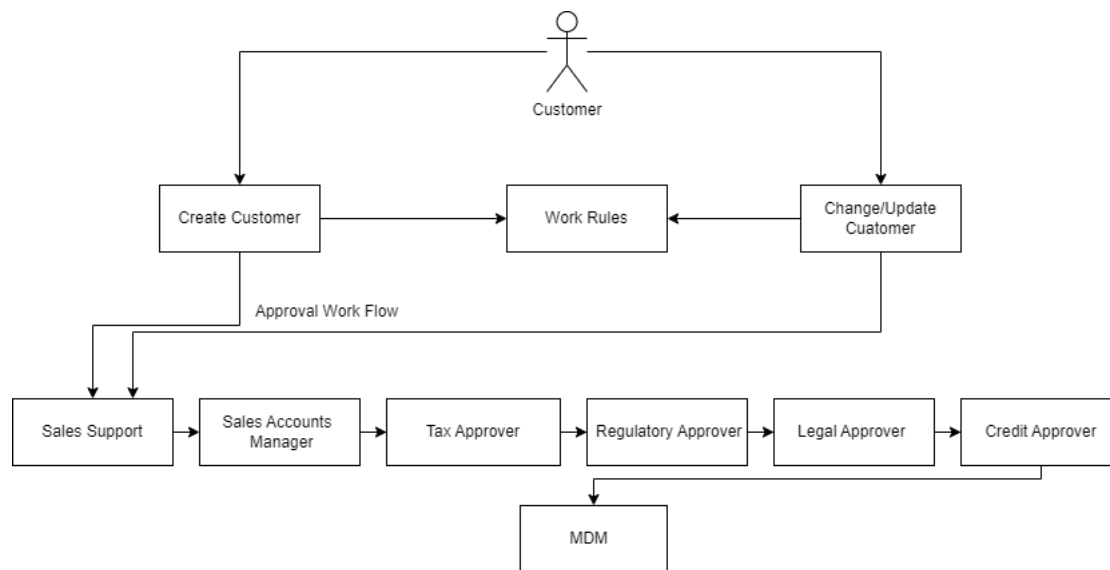 Customer
Create Customer
Work Rules
Change/Update
Cuatomer
Approval Work Flow
Sales Support
Sales Accounts
Manager
Tax Approver
Regulatory Approver
Legal Approver
Credit Approver
MDM